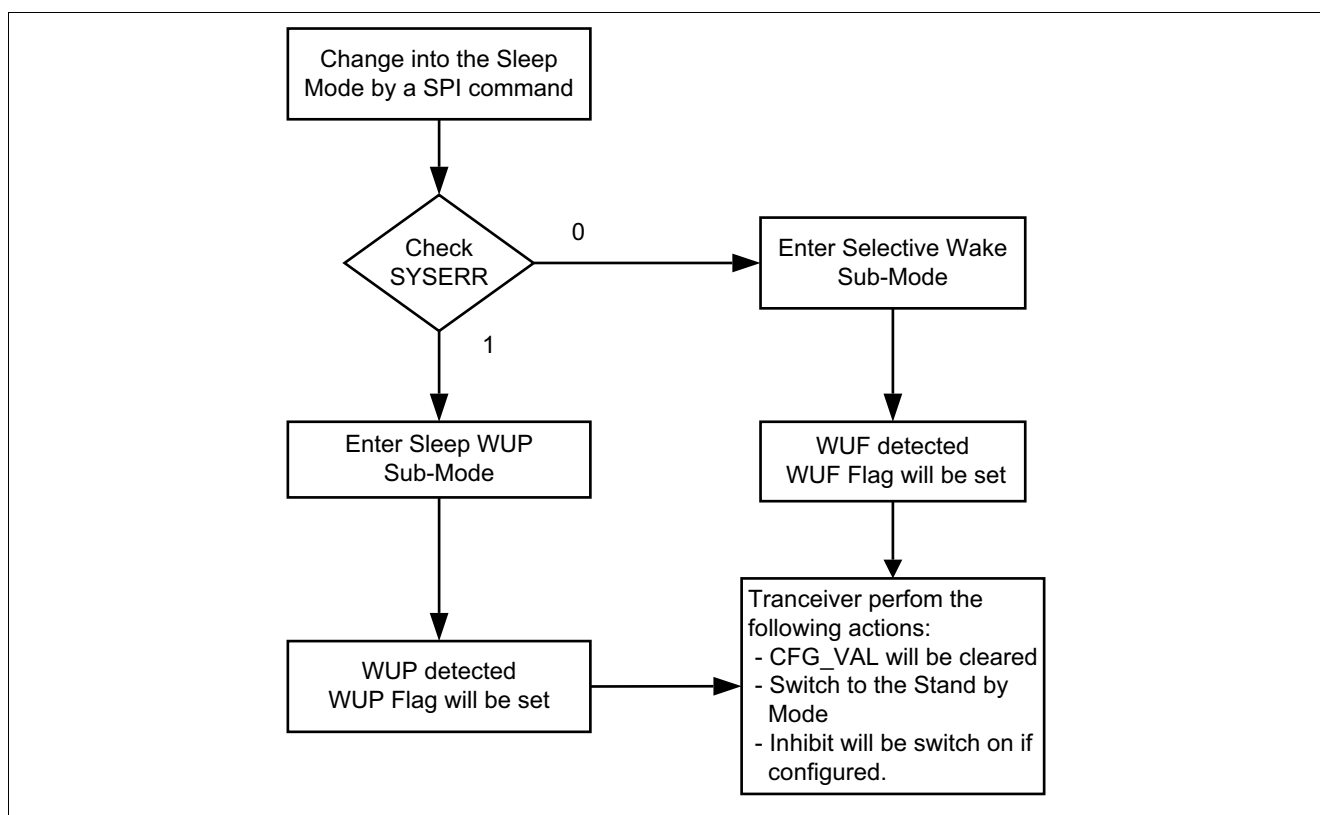 Change into the Sleep
Mode by a SPI command
Check
SYSERR
0
1
Enter Selective Wake
Sub-Mode
Enter Sleep WUP
Sub-Mode
WUF detected
WUF Flag will be set
WUP detected
WUP Flag will be set
Tranceiver perfom the
following actions:
- CFG_VAL will be cleared
- Switch to the Stand by
Mode
- Inhibit will be switch on if
configured.